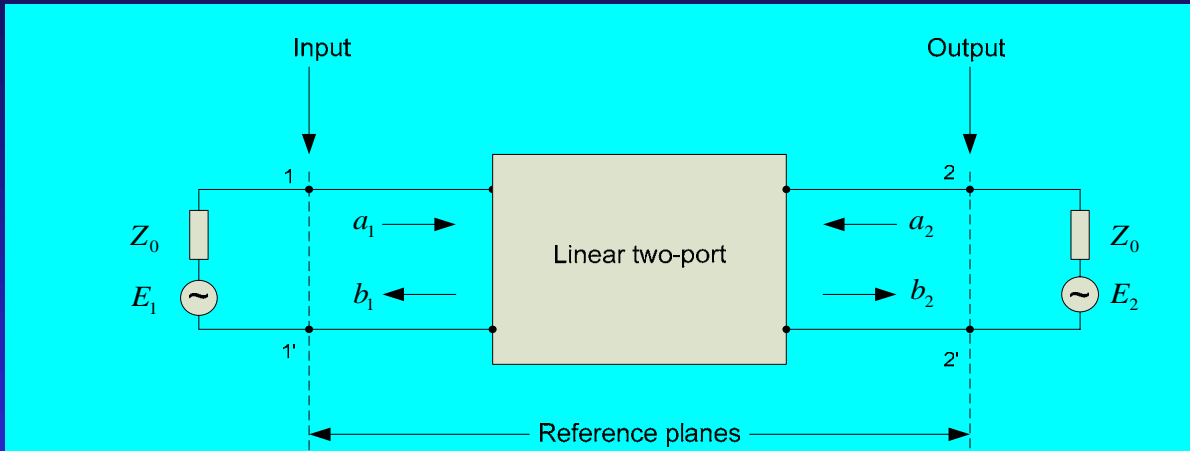 Input
Output
1
2
a₁
a₂
Z₀
Z₀
Linear two-port
b₁
b₂
E₁
~
~
E₂
1'
2'
Reference planes